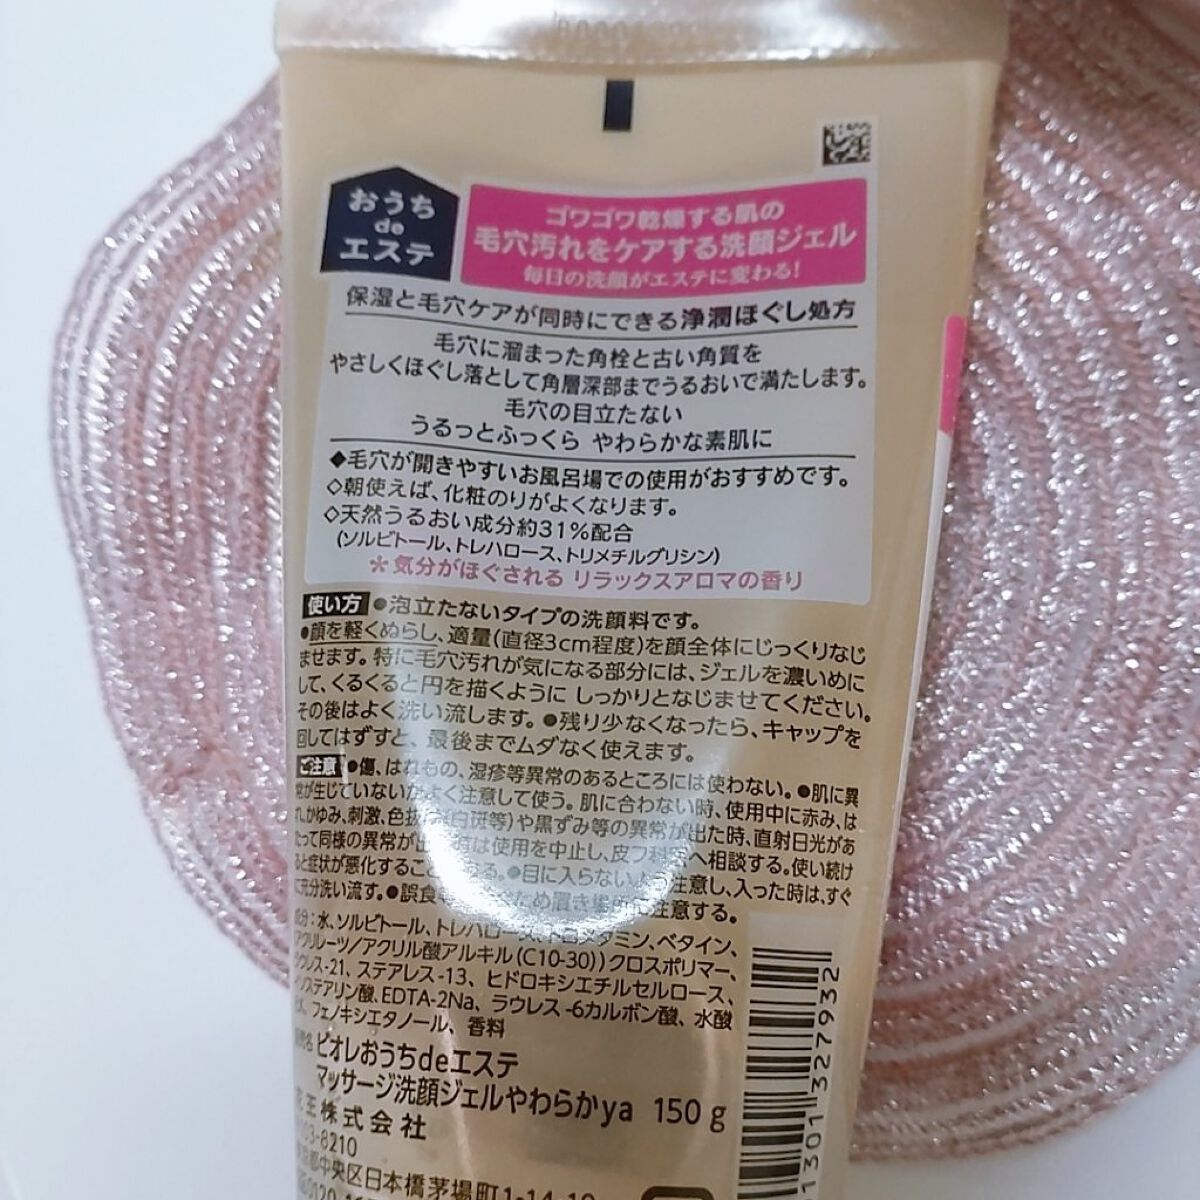 おうち
de
エステ
ゴワゴワ乾燥する肌の
毛穴汚れをケアする洗顔ジェル
毎日の洗顔がエステに変わる!
保湿と毛穴ケアが同時にできる浄潤ほぐし処方
毛穴に溜まった角栓と古い角質を
やさしくほぐし落として角層深部までうるおいで満たします。
毛穴の目立たない
うるっとふっくら やわらかな素肌に
◆毛穴が開きやすいお風呂場での使用がおすすめです。
◇朝使えば、化粧のりがよくなります。
◇天然うるおい成分約31%配合
(ソルビトール、トレハロース、トリメチルグリシン)
*気分がほぐされる リラックスアロマの香り
使い方 ●泡立たないタイプの洗顔料です。
●顔を軽くぬらし、適量(直径3cm程度)を顔全体にじっくりなじ
ませます。特に毛穴汚れが気になる部分には、ジェルを濃いめに
して、くるくると円を描くように しっかりとなじませてください。
その後はよく洗い流します。●残り少なくなったら、キャップを
回してはずすと、最後までムダなく使えます。
ご注意 ●傷、はれもの、湿疹等異常のあるところには使わない。●肌に異
常が生じていないかよく注意して使う。肌に合わない時、使用中に赤み、は
れ、かゆみ、刺激、色抜け(白斑等)や黒ずみ等の異常が出た時、直射日光があ
たって同様の異常が出 時は使用を中止し、皮フ科医へ相談する。使い続け
ると症状が悪化すること ある。●目に入らない 注意し、入った時は、すぐ
に充分洗い流す。●誤食 ため置き場所に注意する。
成分:水、ソルビトール、トレハロース、 ベタイン、
アクリル酸アルキル(C10-30))クロスポリマー、
ラウレス-21、ステアレス-13、ヒドロキシエチルセルロース、
イソステアリン酸、EDTA-2Na、ラウレス-6カルボン酸、水酸
フェノキシエタノール、香料
ビオレおうちdeエステ
マッサージ洗顔ジェルやわらかya 150g
花王株式会社
103-8210
東京都中央区日本橋茅場町1-14-10
0120
301 327932